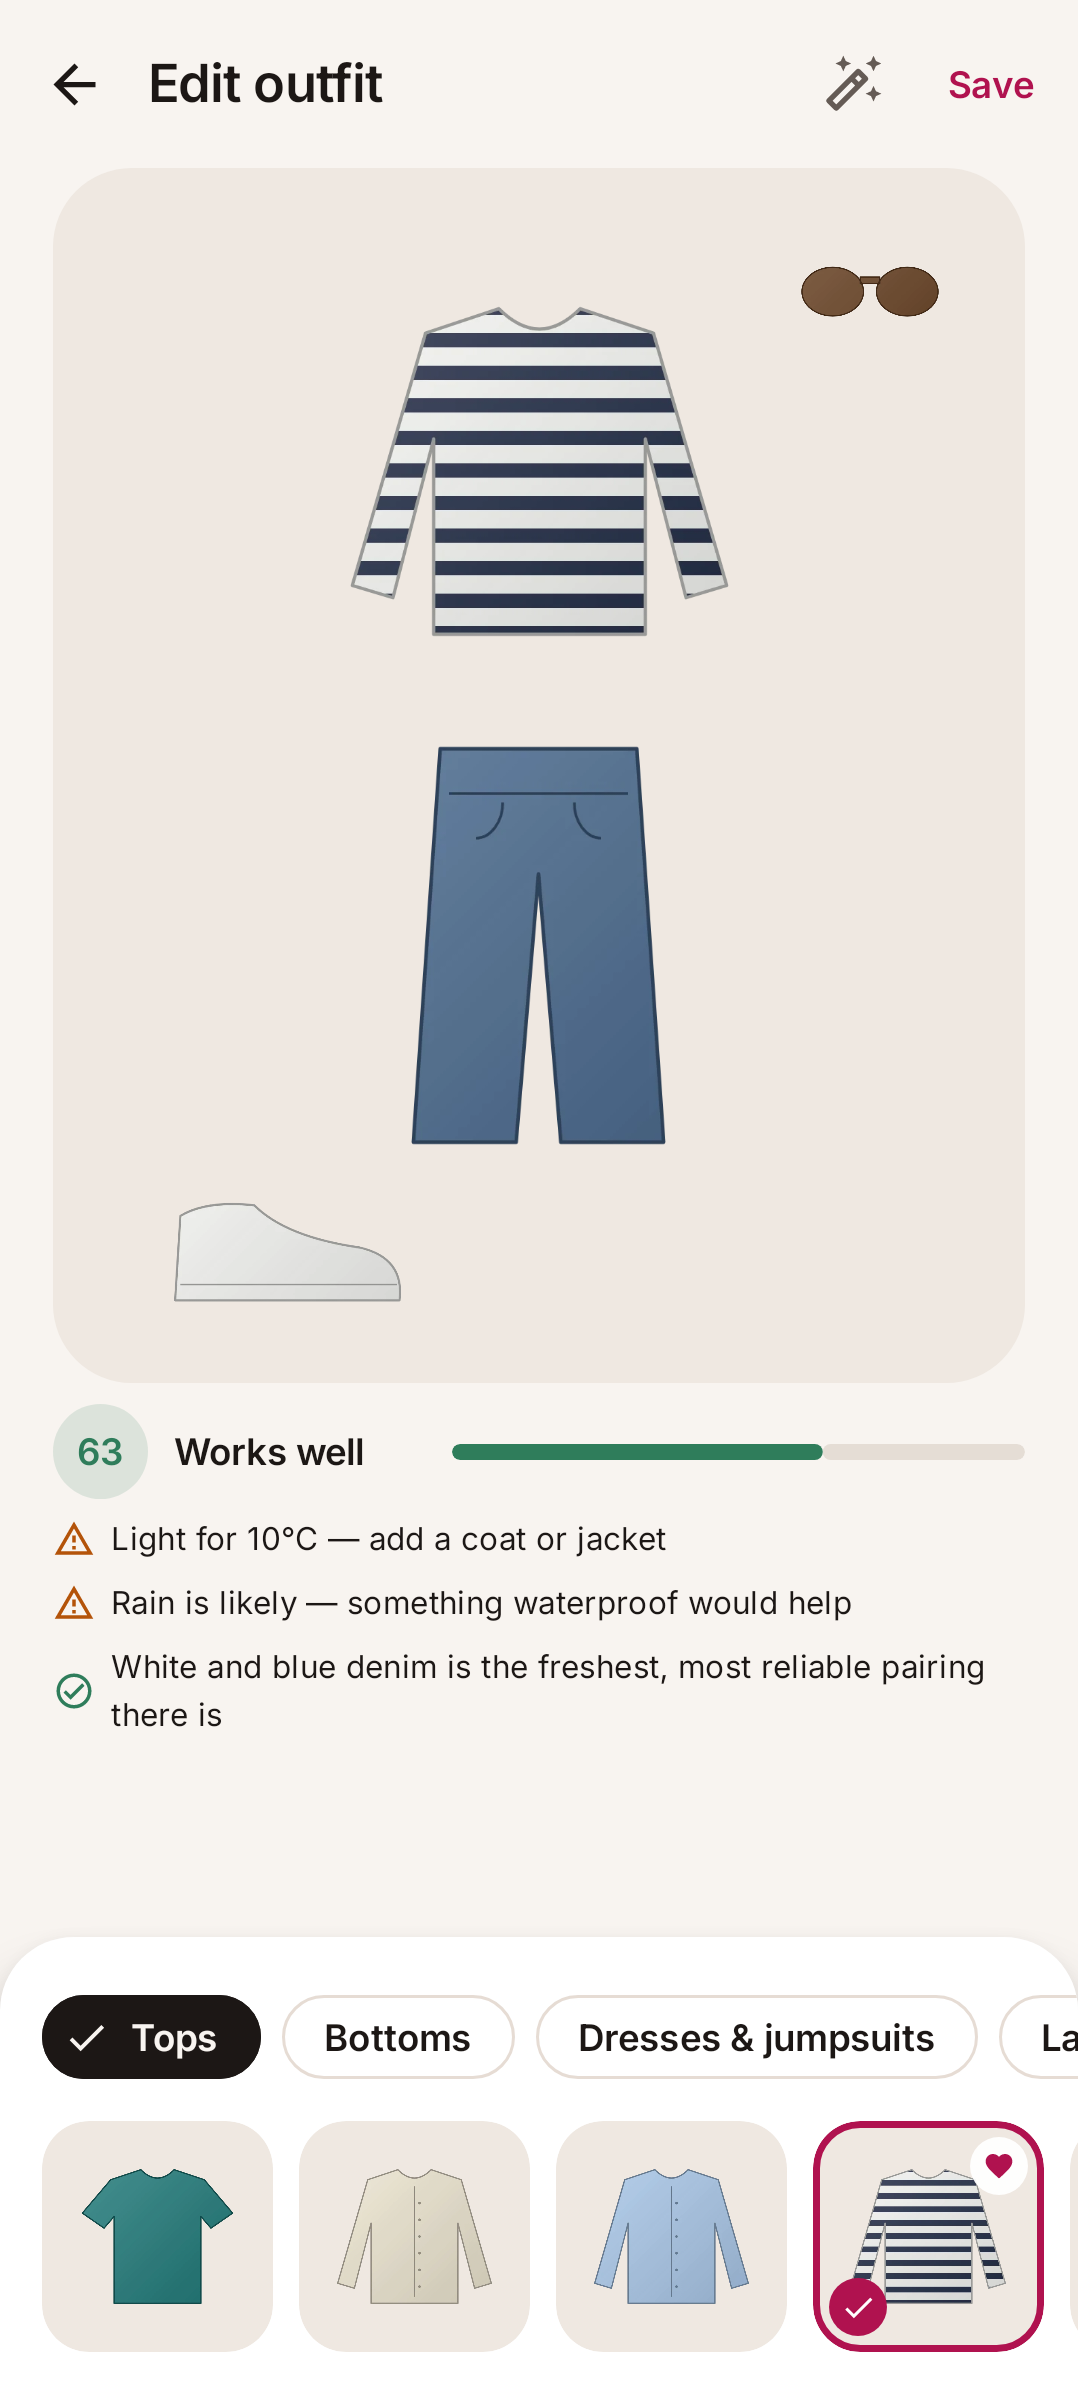 Edit outfit
Save
63
Works well
Light for 10°C — add a coat or jacket
Rain is likely — something waterproof would help
White and blue denim is the freshest, most reliable pairing
there is
Tops
Bottoms
Dresses & jumpsuits
La